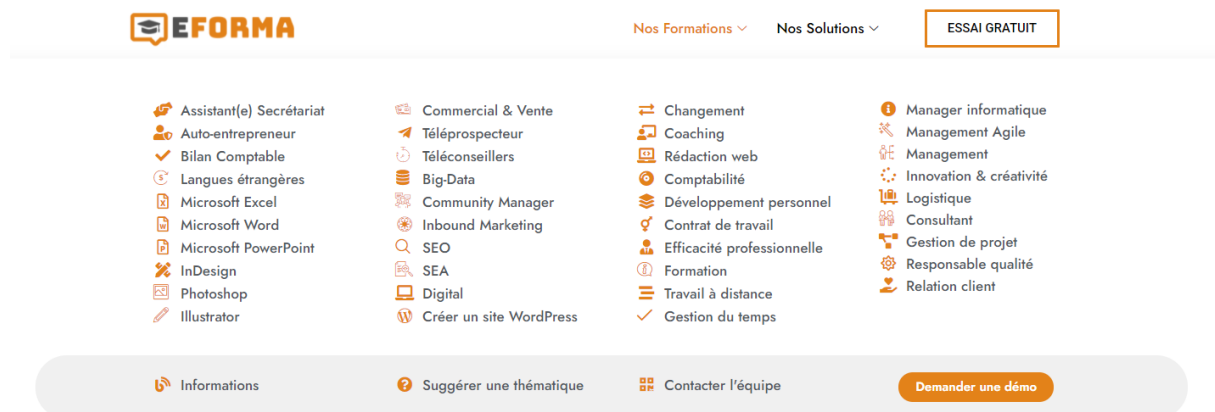 EFORMA
Nos Formations
Nos Solutions
ESSAI GRATUIT
Assistant(e) Secrétariat
Auto-entrepreneur
Bilan Comptable
Langues étrangères
Microsoft Excel
Microsoft Word
Microsoft PowerPoint
InDesign
Photoshop
Illustrator
Commercial & Vente
Téléprospecteur
Téléconseillers
Big-Data
Community Manager
Inbound Marketing
SEO
SEA
Digital
Créer un site WordPress
Changement
Coaching
Rédaction web
Comptabilité
Développement personnel
Contrat de travail
Efficacité professionnelle
Formation
Travail à distance
Gestion du temps
Manager informatique
Management Agile
Management
Innovation & créativité
Logistique
Consultant
Gestion de projet
Responsable qualité
Relation client
Informations
Suggérer une thématique
Contacter l'équipe
Demander une démo